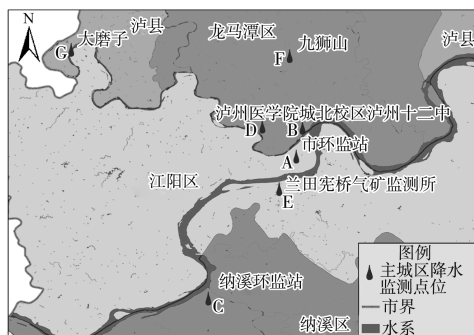 N
泸县
龙马潭区
泸县
大磨子
G
九狮山
F
泸州医学院城北校区
泸州十二中
D
B
市环监站
A
江阳区
兰田宪桥气矿监测所
E
纳溪环监站
C
纳溪区
图例
主城区降水
监测点位
市界
水系